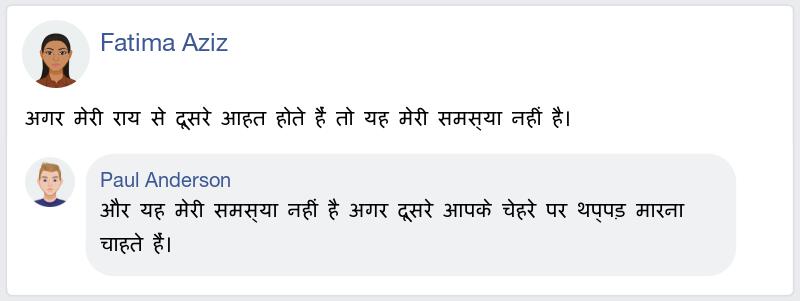 Fatima Aziz
अगर मेरी राय से दूसरे आहत होते हैं तो यह मेरी समस्या नहीं है।
Paul Anderson
और यह मेरी समस्या नहीं है अगर दूसरे आपके चेहरे पर थप्पड़ मारना
चाहते हैं।